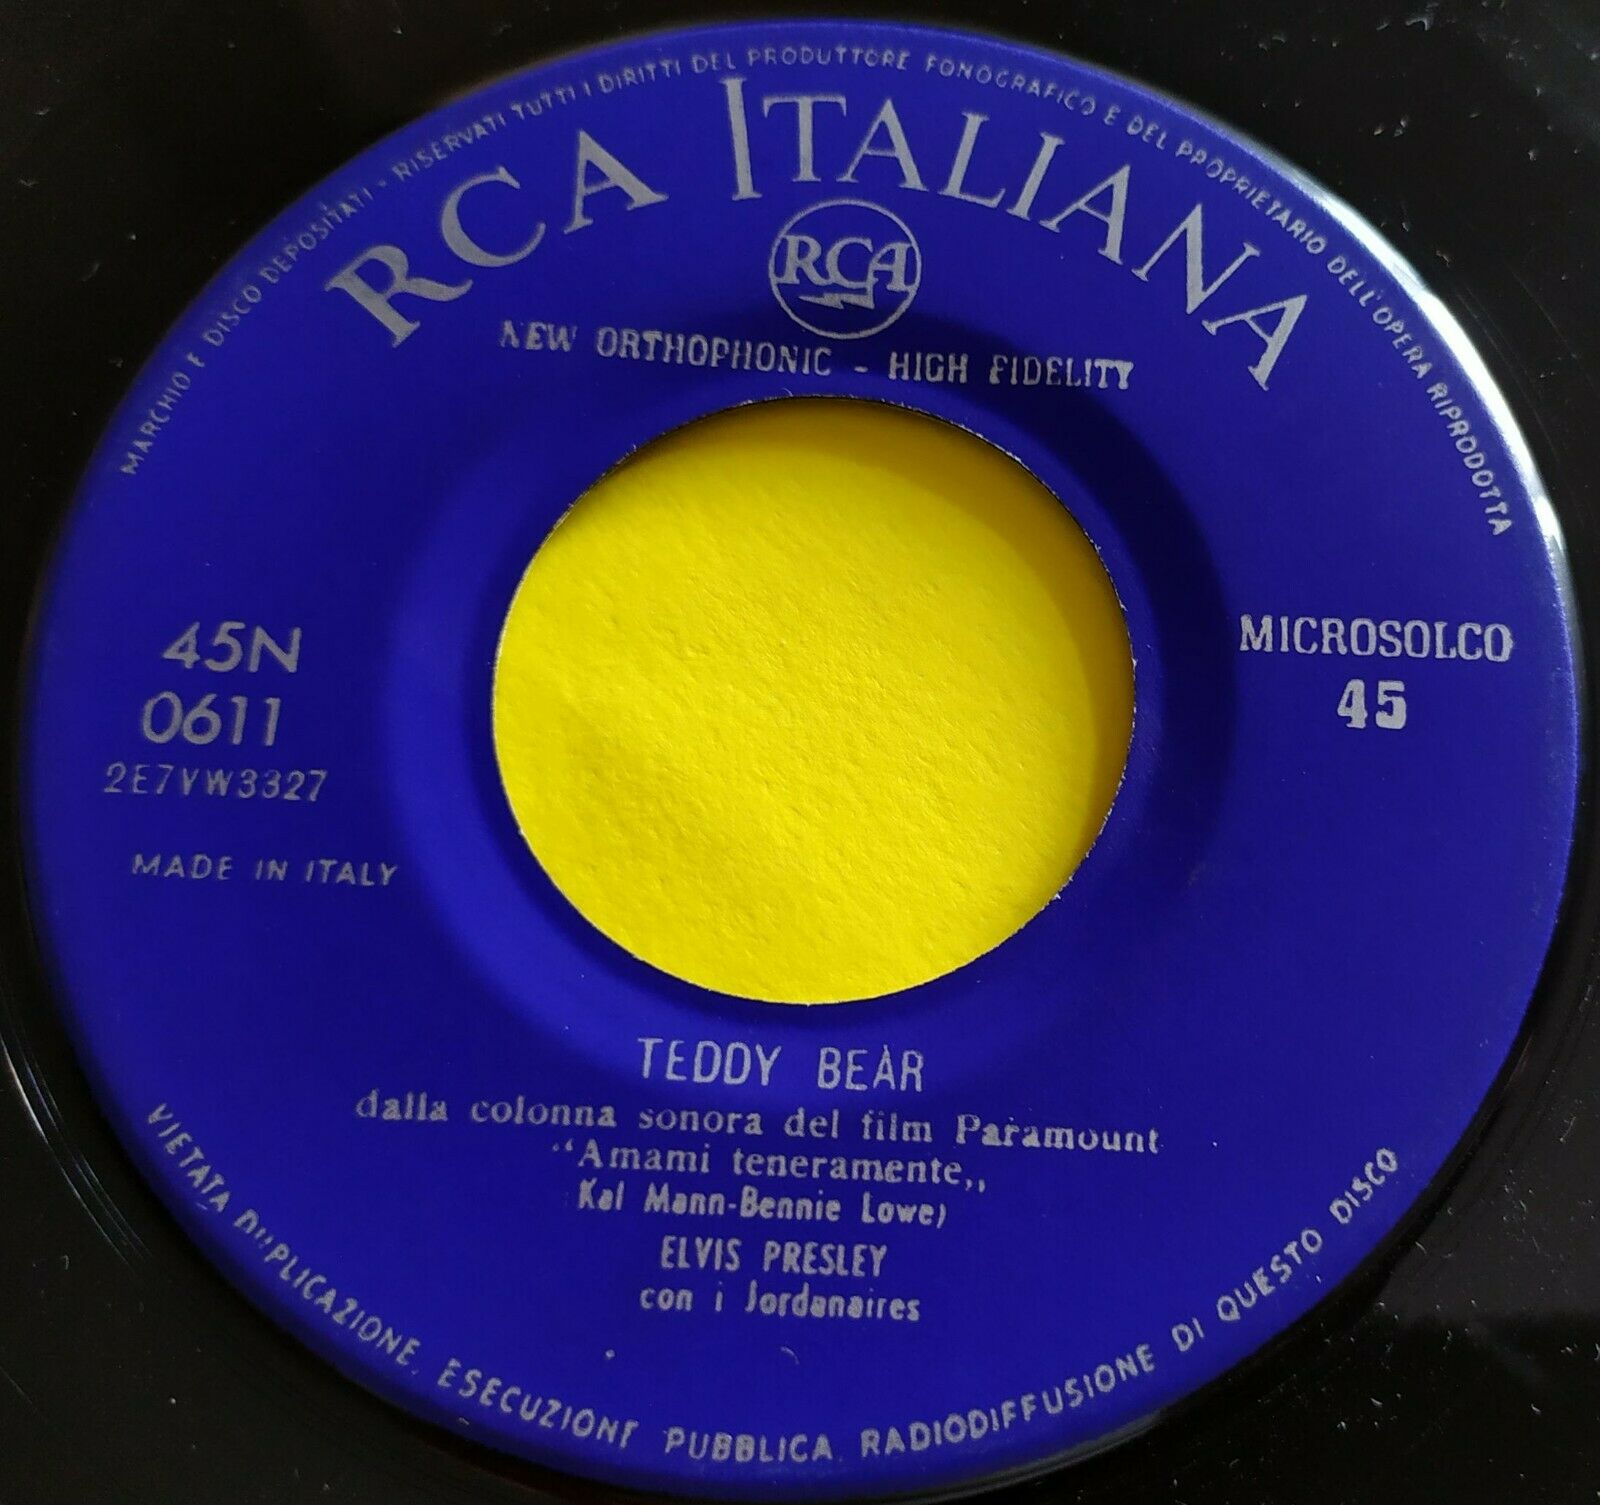 MARCHIO E DISCO DEPOSITATI - RISERVATI TUTTI I DIRITTI DEL PRODUTTORE FONOGRAFICO E DEL PROPRIETARIO DELL'OPERA RIPRODOTTA
RCA ITALIANA
RCA
NEW ORTHOPHONIC - HIGH FIDELITY
45N
0611
2E7VW3327
MADE IN ITALY
MICROSOLCO
45
TEDDY BEAR
dalla colonna sonora del film Paramount
“Amami teneramente„
Kal Mann-Bennie Lowe)
ELVIS PRESLEY
con i Jordanaires
VIETATA DUPLICAZIONE, ESECUZIONE PUBBLICA, RADIODIFFUSIONE DI QUESTO DISCO